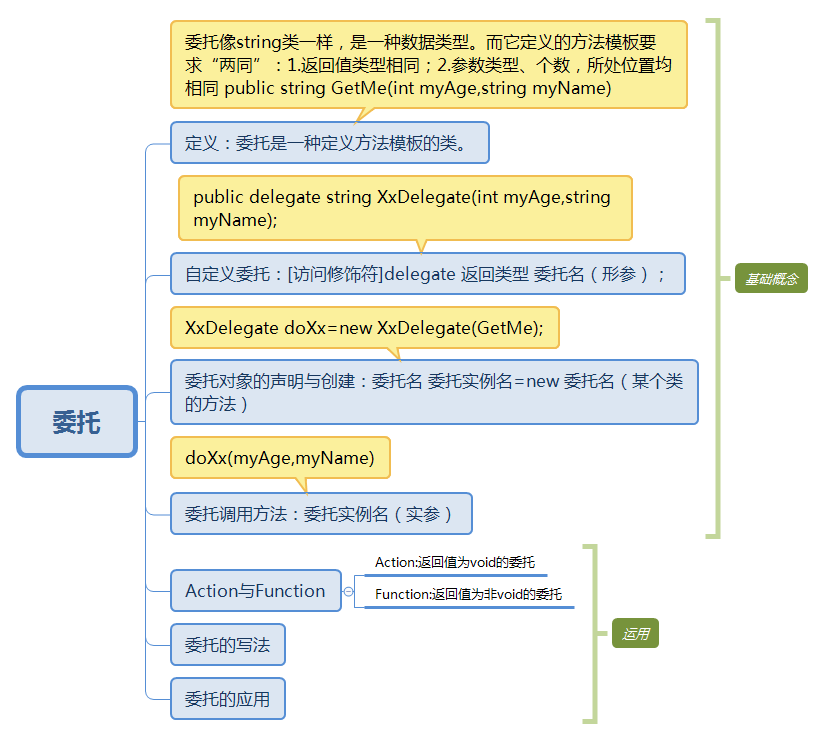 委托像string类一样，是一种数据类型。而它定义的方法模板要
求“两同”：1.返回值类型相同；2.参数类型、个数，所处位置均
相同 public string GetMe(int myAge,string myName)
定义：委托是一种定义方法模板的类。
public delegate string XxDelegate(int myAge,string
myName);
自定义委托：[访问修饰符]delegate 返回类型 委托名（形参）；
基础概念
XxDelegate doXx=new XxDelegate(GetMe);
委托对象的声明与创建：委托名 委托实例名=new 委托名（某个类
的方法）
委托
doXx(myAge,myName)
委托调用方法：委托实例名（实参）
Action与Function
Action:返回值为void的委托
Function:返回值为非void的委托
运用
委托的写法
委托的应用